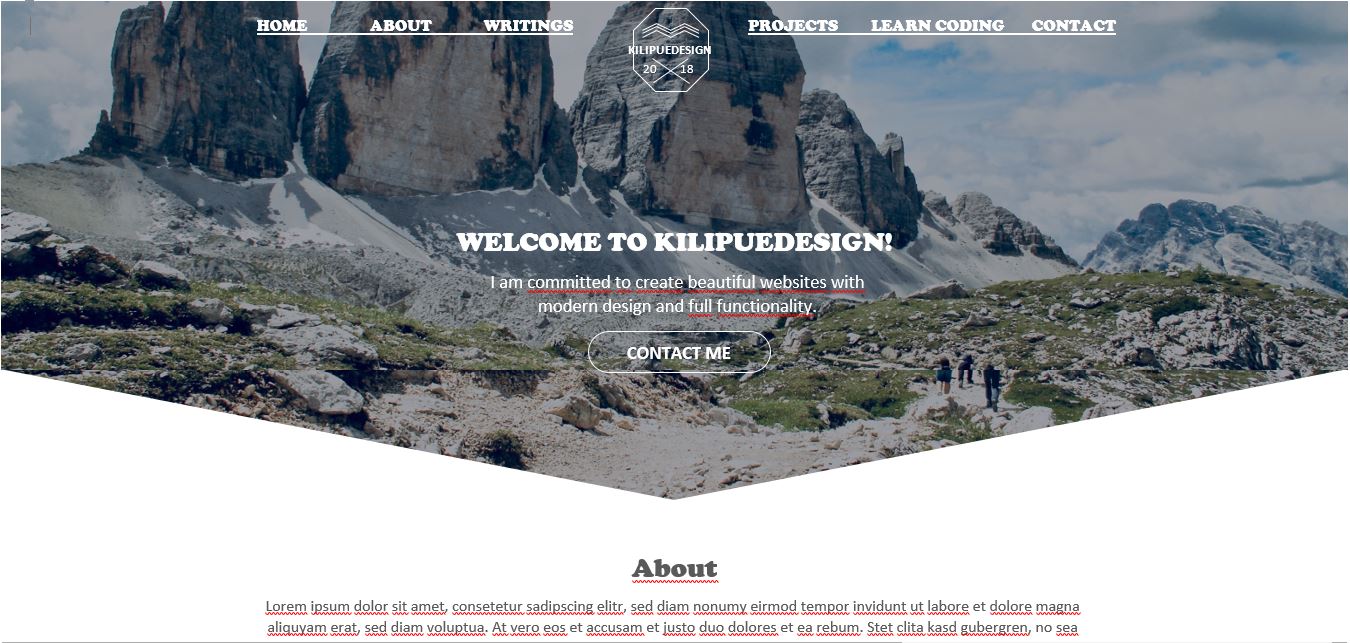 HOME ABOUT WRITINGS PROJECTS LEARN CODING CONTACT
KILIPUEDESIGN
20 18
WELCOME TO KILIPUEDESIGN!
I am committed to create beautiful websites with
modern design and full functionality.
CONTACT ME
About
Lorem ipsum dolor sit amet, consetetur sadipscing elitr, sed diam nonumy eirmod tempor invidunt ut labore et dolore magna
aliquyam erat, sed diam voluptua. At vero eos et accusam et justo duo dolores et ea rebum. Stet clita kasd gubergren, no sea